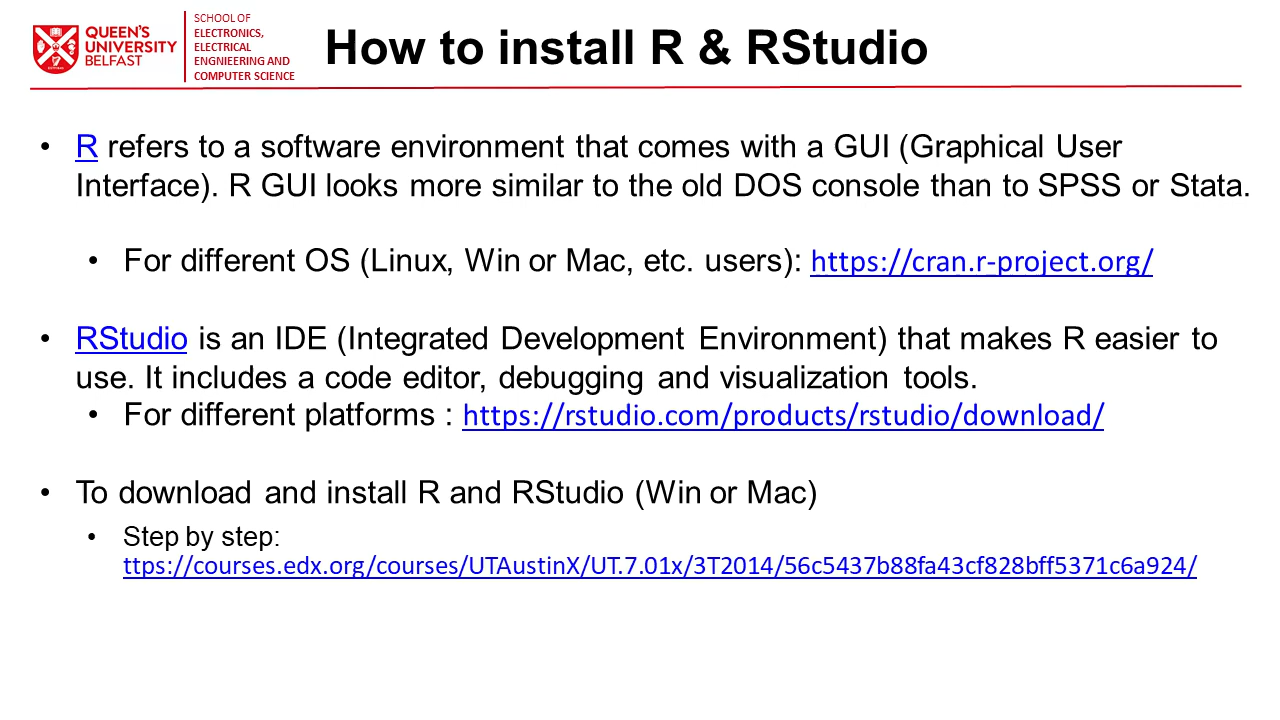 QUEEN'S
UNIVERSITY
BELFAST
SCHOOL OF
ELECTRONICS,
ELECTRICAL
ENGNIEERING AND
COMPUTER SCIENCE
How to install R & RStudio
• R refers to a software environment that comes with a GUI (Graphical User
Interface). R GUI looks more similar to the old DOS console than to SPSS or Stata.
• For different OS (Linux, Win or Mac, etc. users): https://cran.r-project.org/
• RStudio is an IDE (Integrated Development Environment) that makes R easier to
use. It includes a code editor, debugging and visualization tools.
• For different platforms : https://rstudio.com/products/rstudio/download/
• To download and install R and RStudio (Win or Mac)
• Step by step:
ttps://courses.edx.org/courses/UTAustinX/UT.7.01x/3T2014/56c5437b88fa43cf828bff5371c6a924/